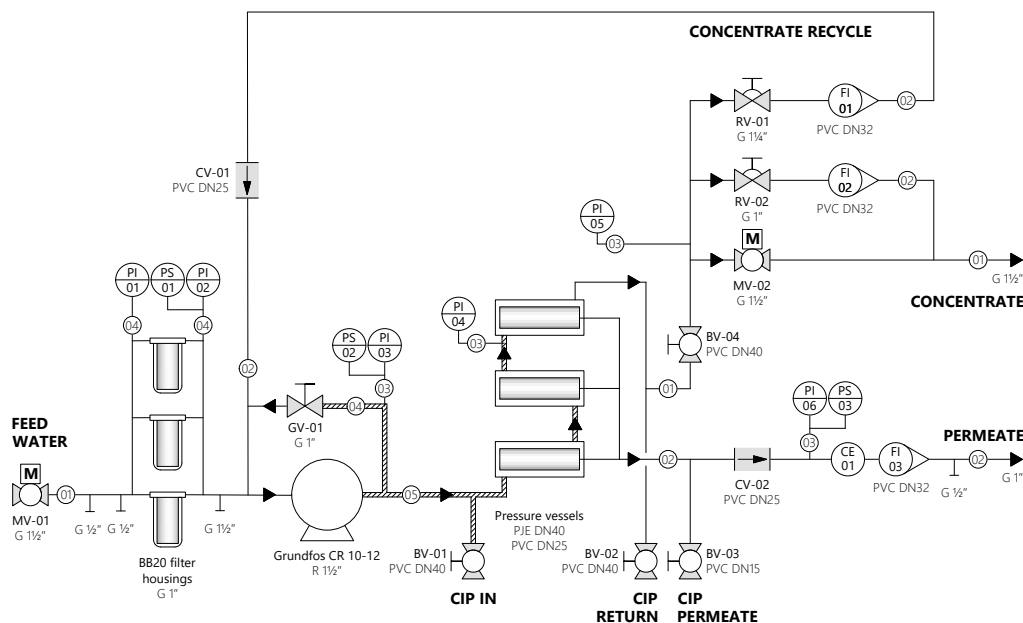 CONCENTRATE RECYCLE
FI
01
02
RV-01
G 1¼"
PVC DN32
CV-01
PVC DN25
FI
02
02
RV-02
G 1"
PVC DN32
PI
05
03
M
MV-02
G 1½"
01
G 1½"
CONCENTRATE
PI
01
PS
01
PI
02
04
04
PI
04
03
BV-04
PVC DN40
PS
02
PI
03
03
02
01
04
GV-01
G 1"
PI
06
PS
03
03
FEED
WATER
M
MV-01
G 1½"
01
G ½"
G ½"
G1½"
BB20 filter
housings
G 1"
Grundfos CR 10-12
R 1½"
05
Pressure vessels
PJE DN40
PVC DN25
02
CV-02
PVC DN25
CE
01
FI
03
PVC DN32
G ½"
PERMEATE
02
G 1"
BV-01
PVC DN40
CIP IN
BV-02
PVC DN40
CIP
RETURN
BV-03
PVC DN15
CIP
PERMEATE